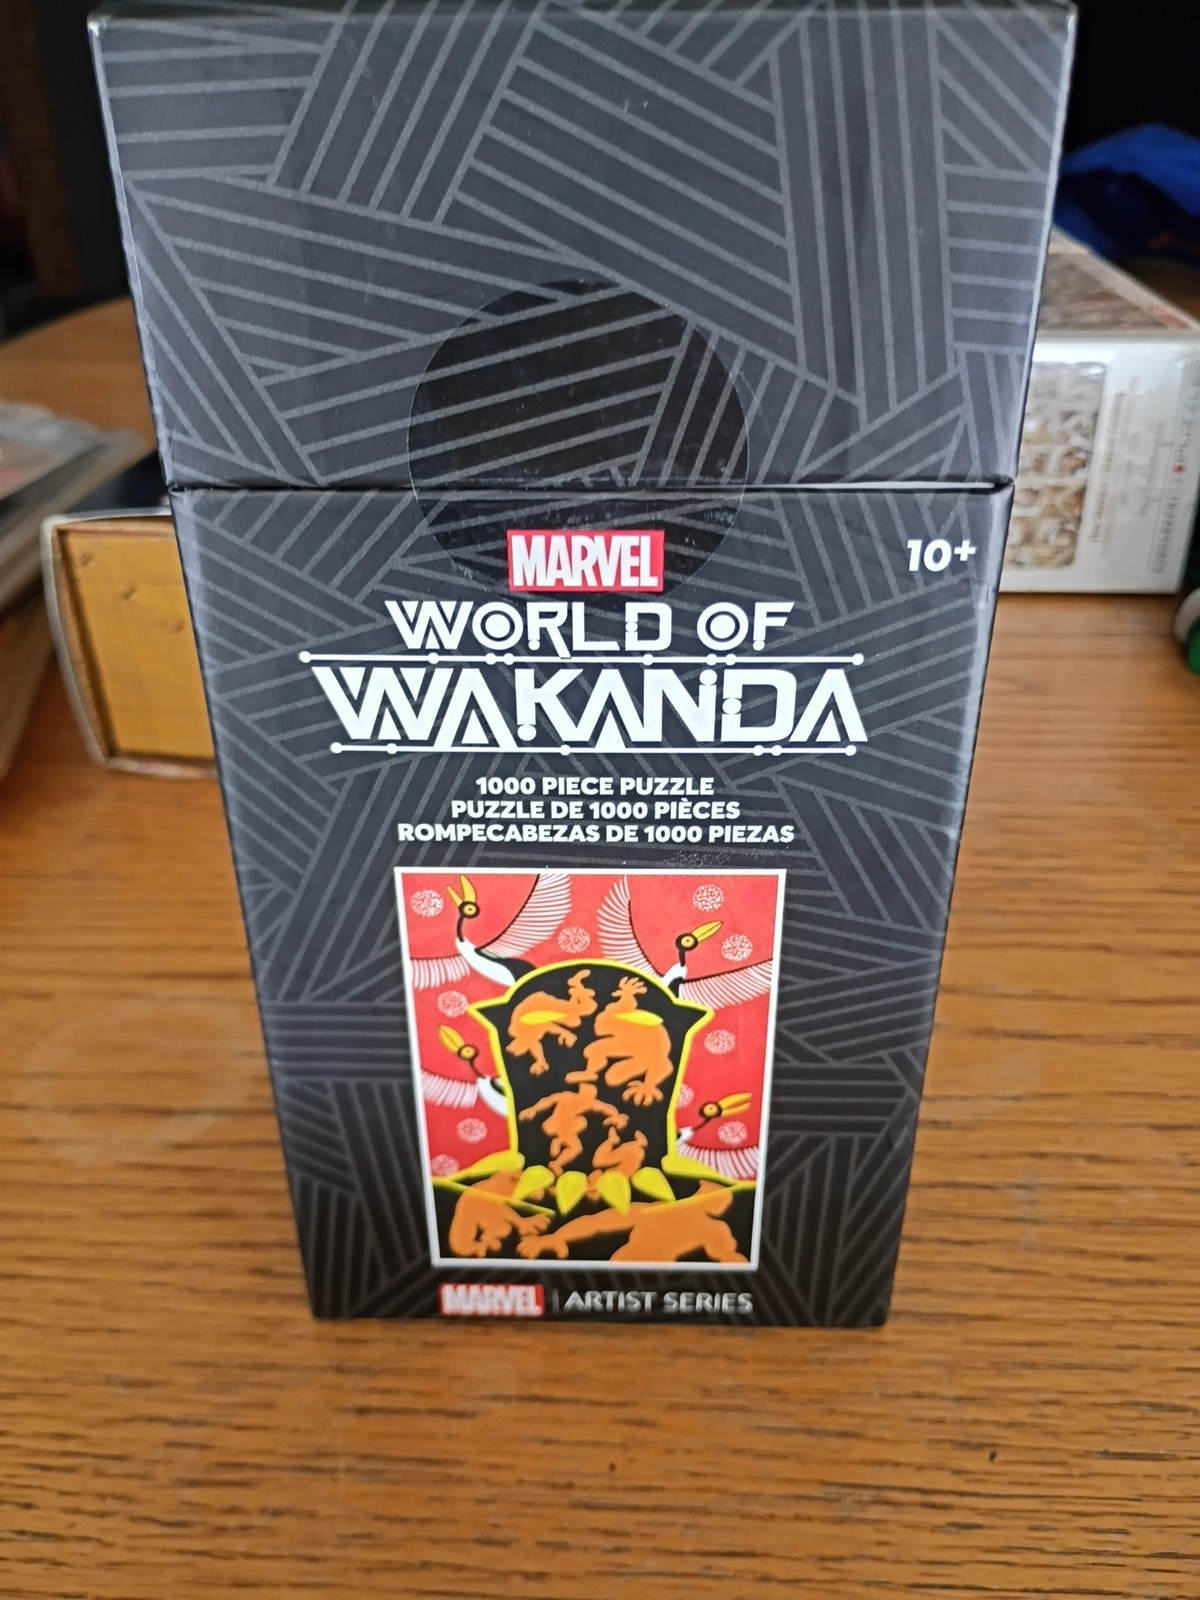 MARVEL
10+
WORLD OF
WAKANDA
1000 PIECE PUZZLE
PUZZLE DE 1000 PIÈCES
ROMPECABEZAS DE 1000 PIEZAS
MARVEL | ARTIST SERIES